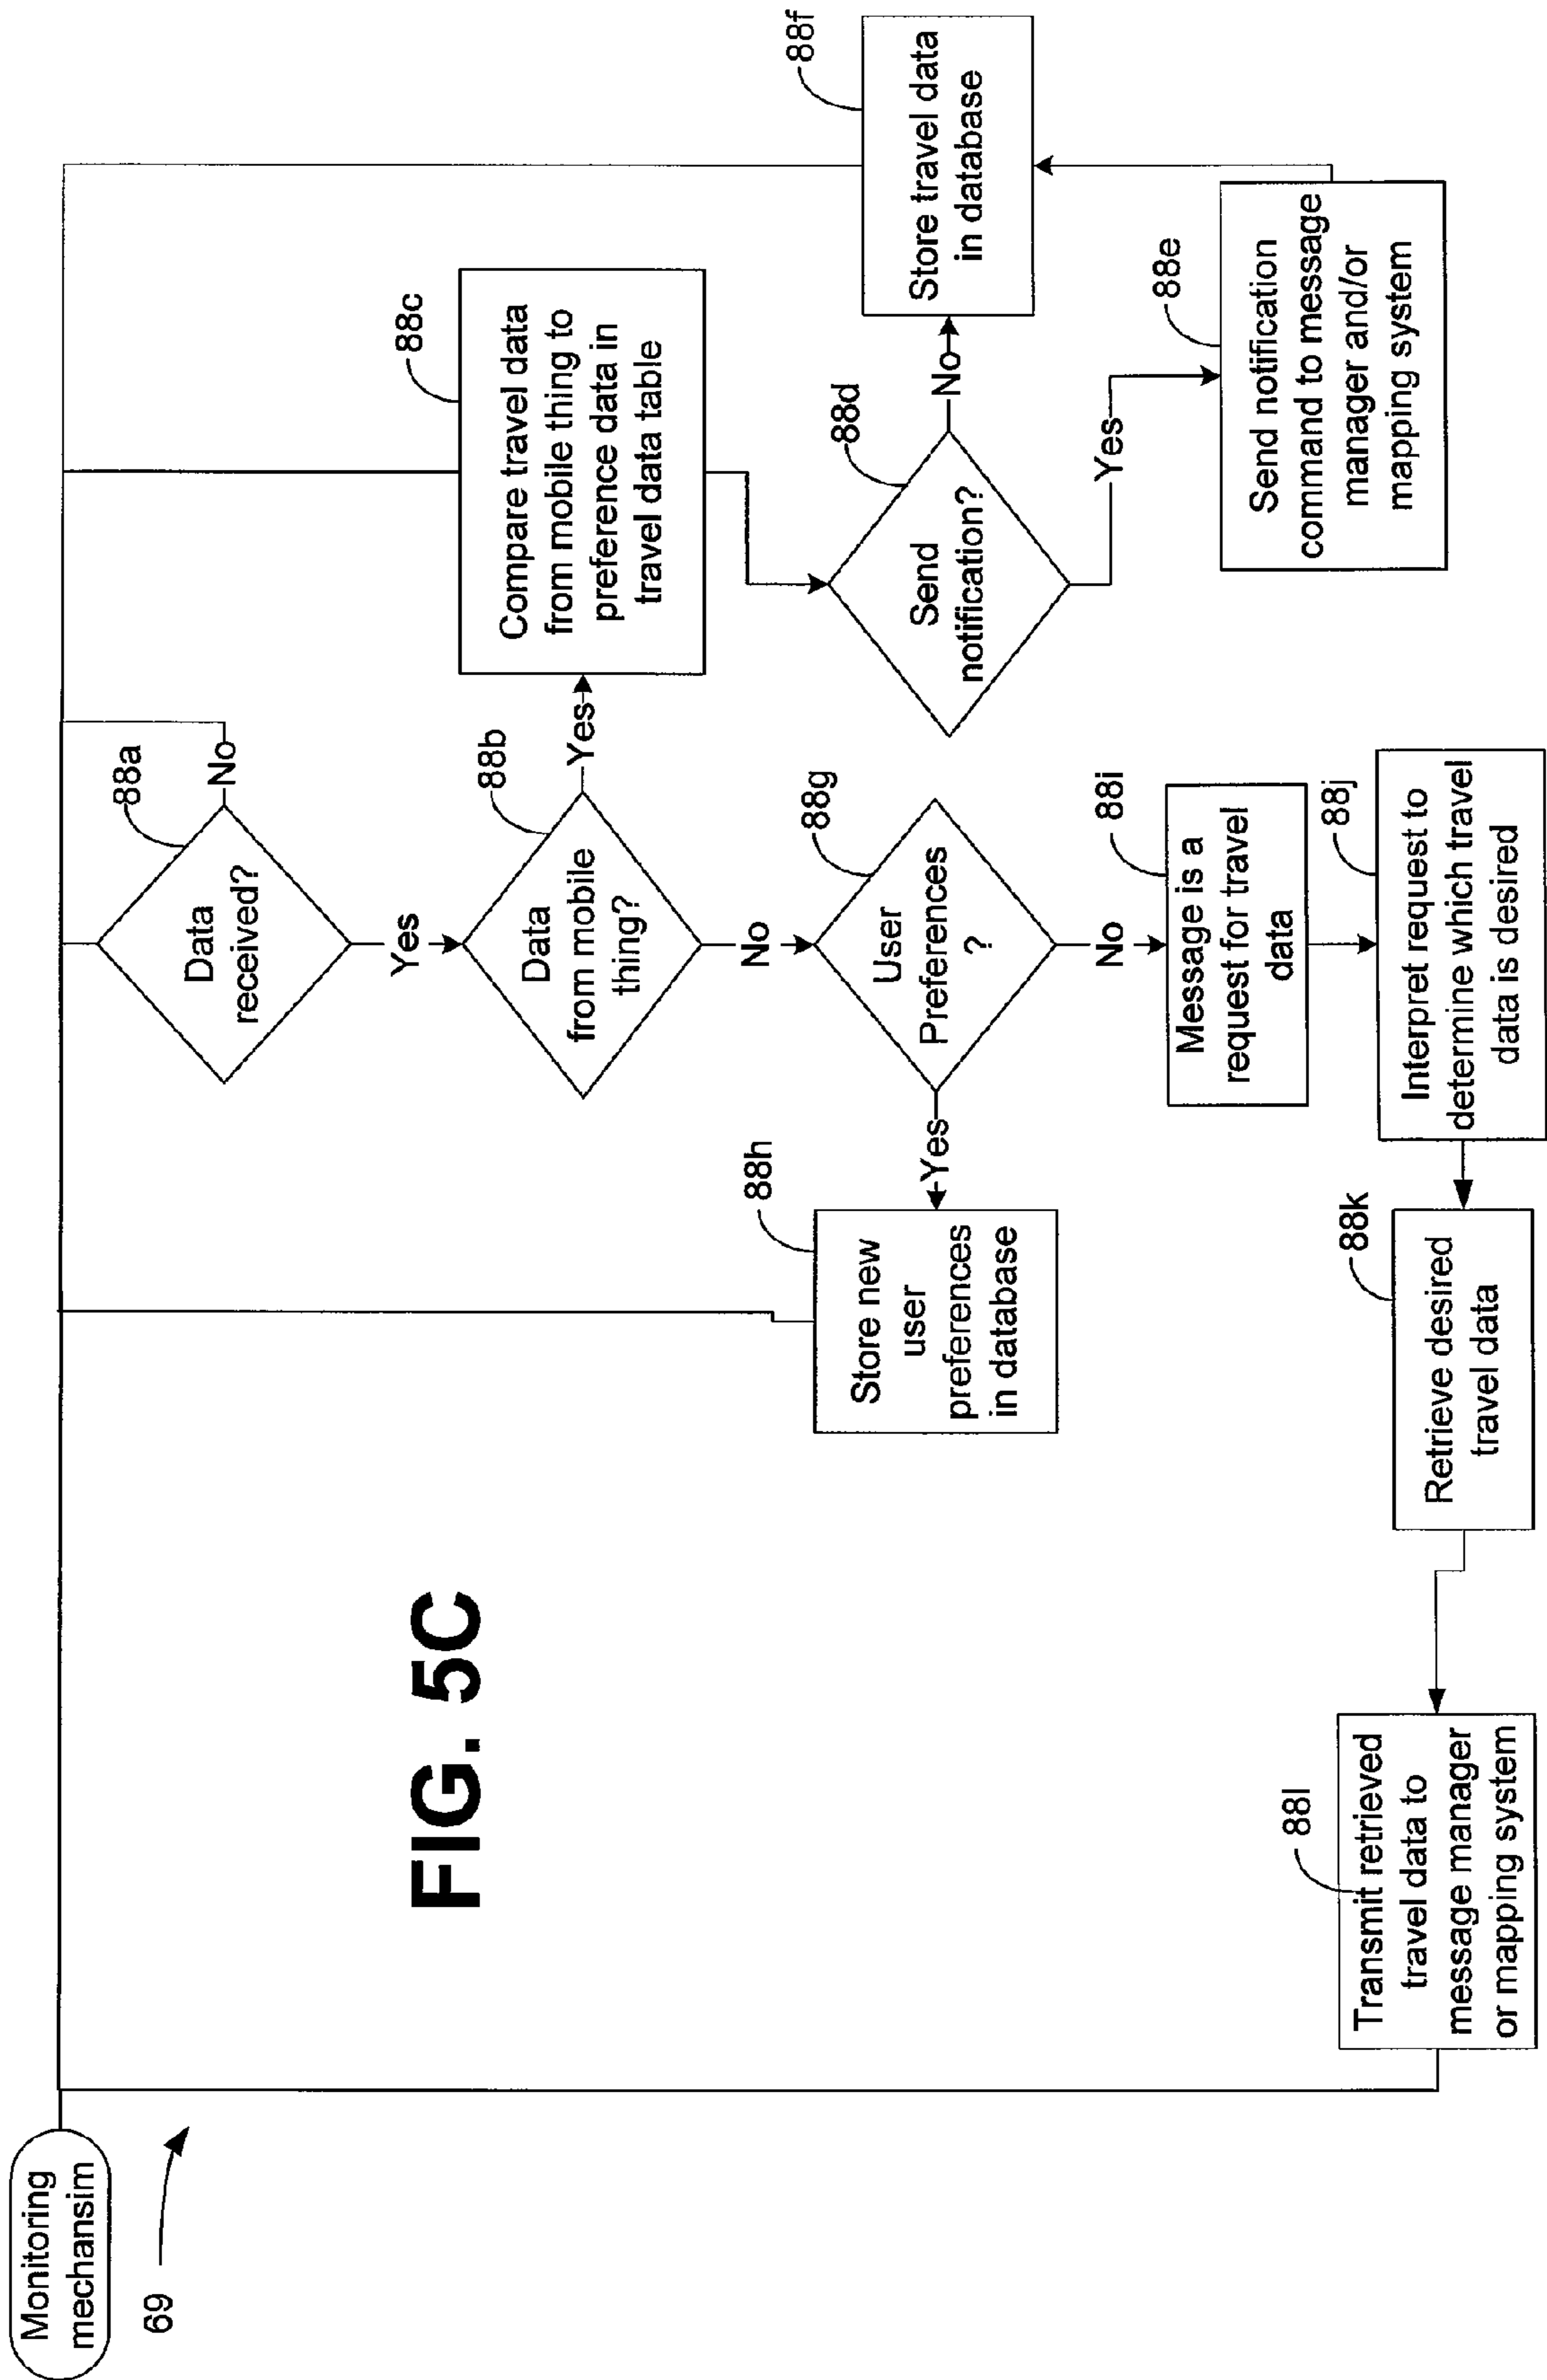 Monitoring
mechansim
69
88a
Data
received?
No
Yes
88b
Data
from mobile
thing?
Yes
No
88c
Compare travel data
from mobile thing to
preference data in
travel data table
88d
Send
notification?
No
Yes
88e
Send notification
command to message
manager and/or
mapping system
88f
Store travel data
in database
88g
User
Preferences
?
Yes
No
88h
Store new
user
preferences
in database
88i
Message is a
request for travel
data
88j
Interpret request to
determine which travel
data is desired
88k
Retrieve desired
travel data
88l
Transmit retrieved
travel data to
message manager
or mapping system
FIG. 5C